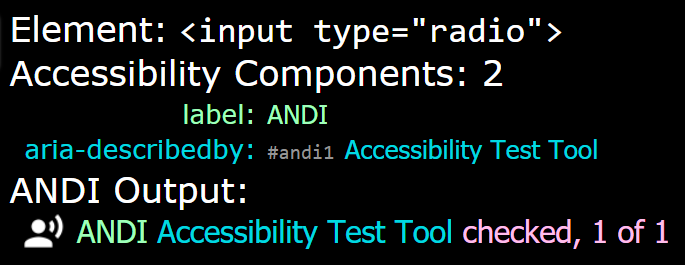 Element: <input type="radio">
Accessibility Components: 2
label: ANDI
aria-describedby: #andi1 Accessibility Test Tool
ANDI Output:
ANDI Accessibility Test Tool checked, 1 of 1